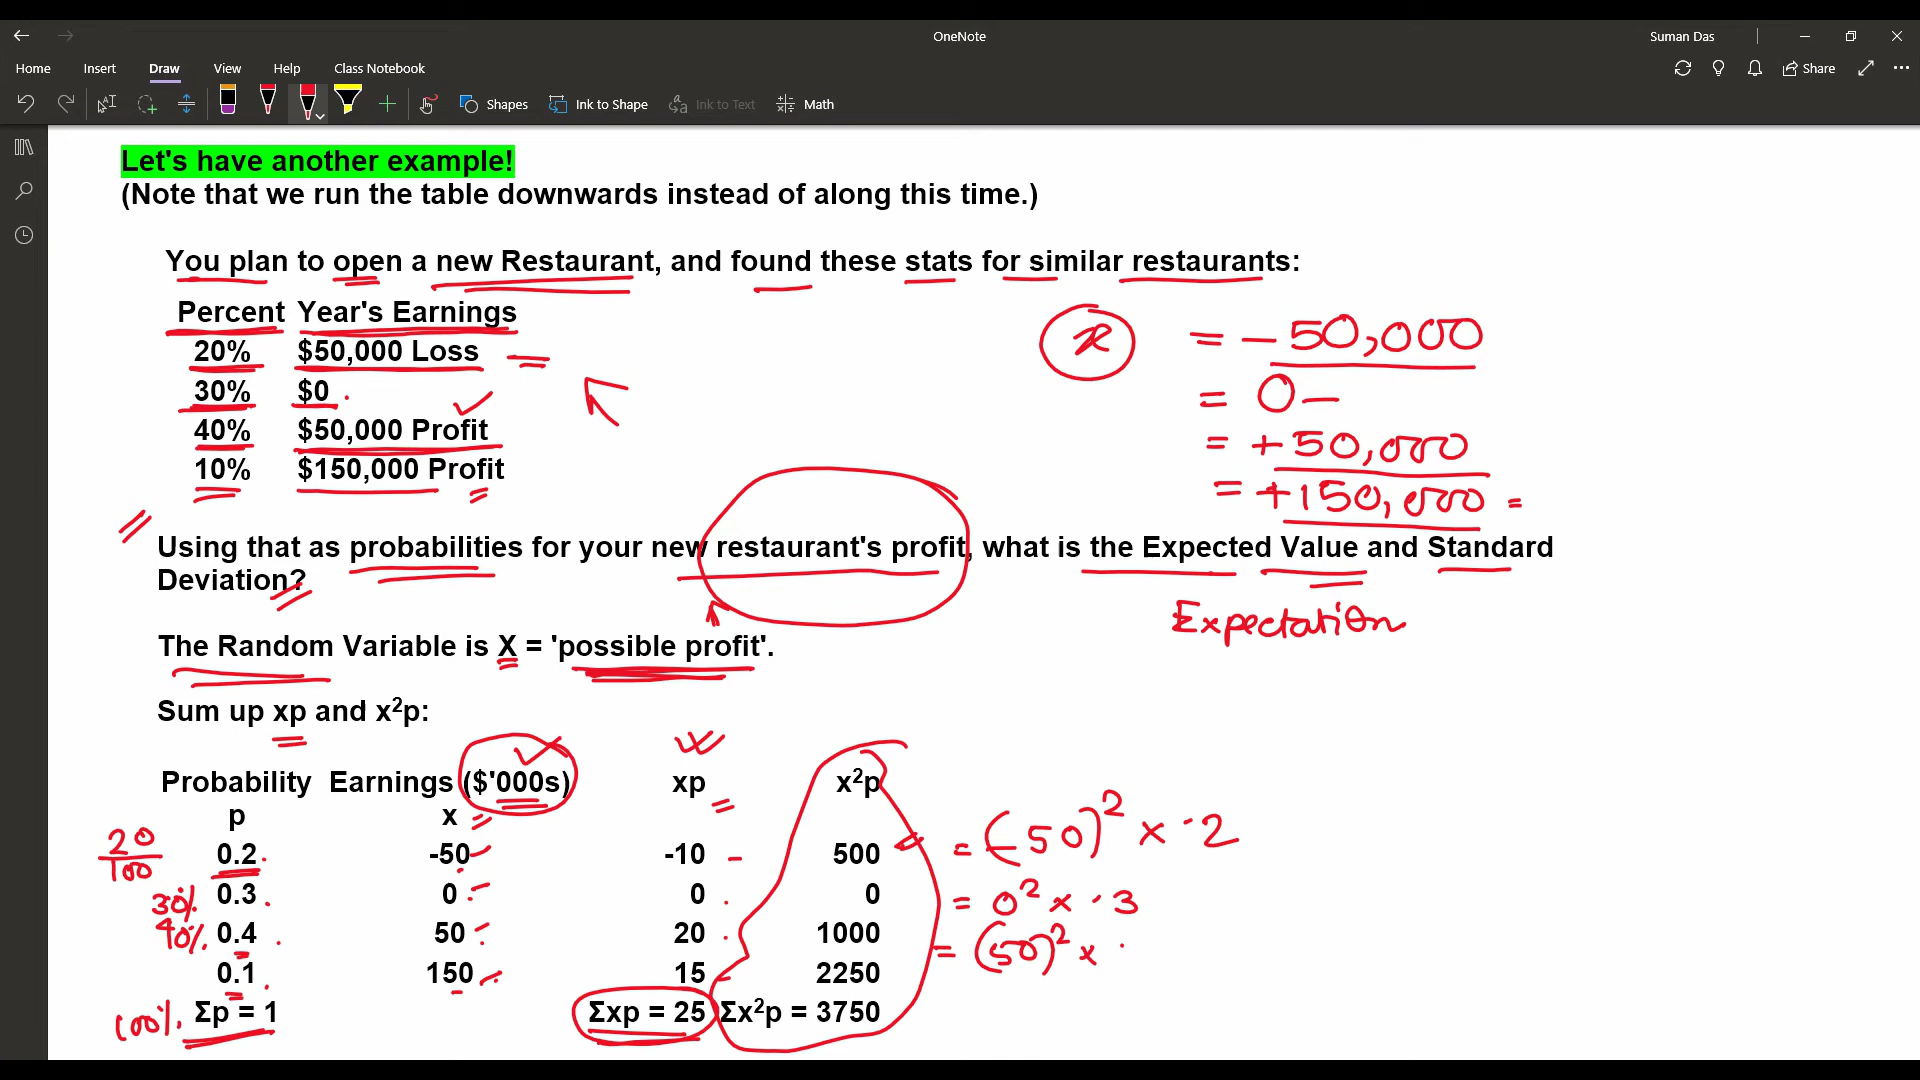 OneNote
Suman Das
Home Insert Draw View Help Class Notebook
Share
Shapes Ink to Shape Ink to Text Math
Let's have another example!
(Note that we run the table downwards instead of along this time.)
You plan to open a new Restaurant, and found these stats for similar restaurants:
Percent Year's Earnings
20% $50,000 Loss
30% $0
40% $50,000 Profit
10% $150,000 Profit
x = -50,000
= 0 -
= +50,000
= +150,000 =
Using that as probabilities for your new restaurant's profit, what is the Expected Value and Standard
Deviation?
Expectation
The Random Variable is X = 'possible profit'.
Sum up xp and x²p:
Probability Earnings ($'000s) xp x²p
p x
20/100 0.2 -50 -10 500 = (-50)² x .2
30% 0.3 0 0 0 = 0² x .3
40% 0.4 50 20 1000 = (50)² x .
0.1 150 15 2250
100% Σp = 1 Σxp = 25 Σx²p = 3750